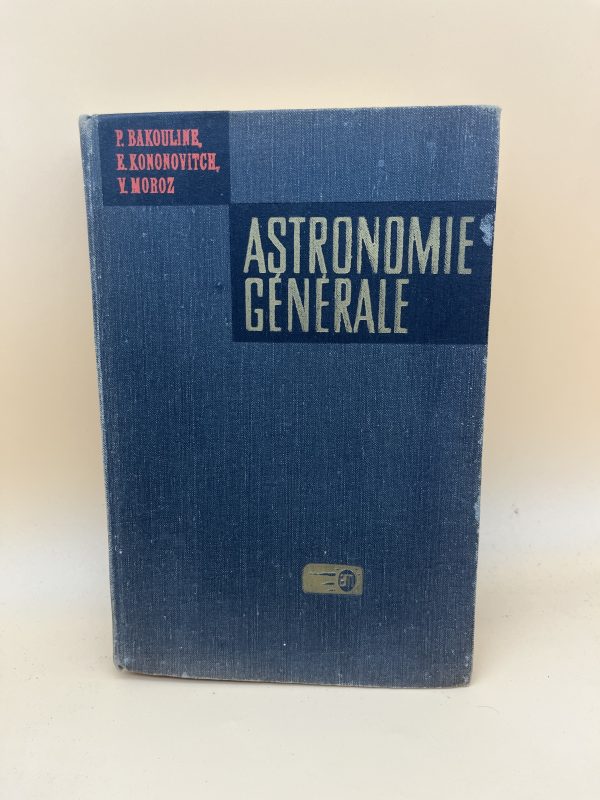 P. BAKOULINE,
E. KONONOVITCH,
V. MOROZ
ASTRONOMIE
GÉNÉRALE